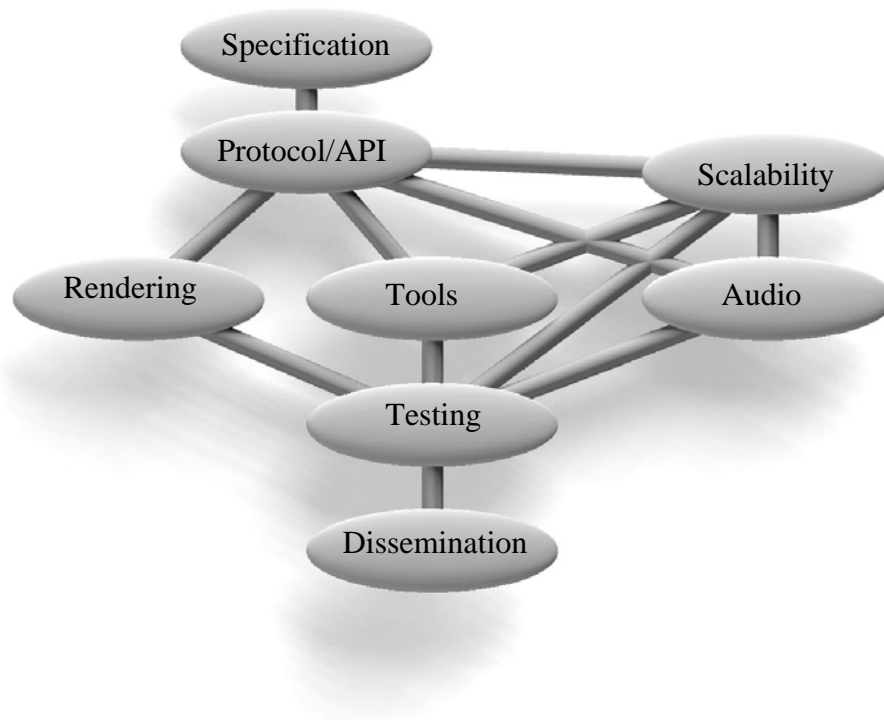 Specification
Protocol/API
Scalability
Rendering
Tools
Audio
Testing
Dissemination